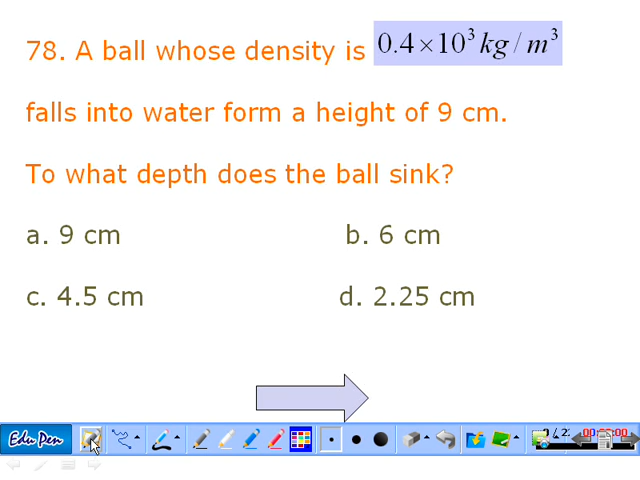 78. A ball whose density is 0.4×10³ kg/m³
falls into water form a height of 9 cm.
To what depth does the ball sink?
a. 9 cm b. 6 cm
c. 4.5 cm d. 2.25 cm
Edu Pen